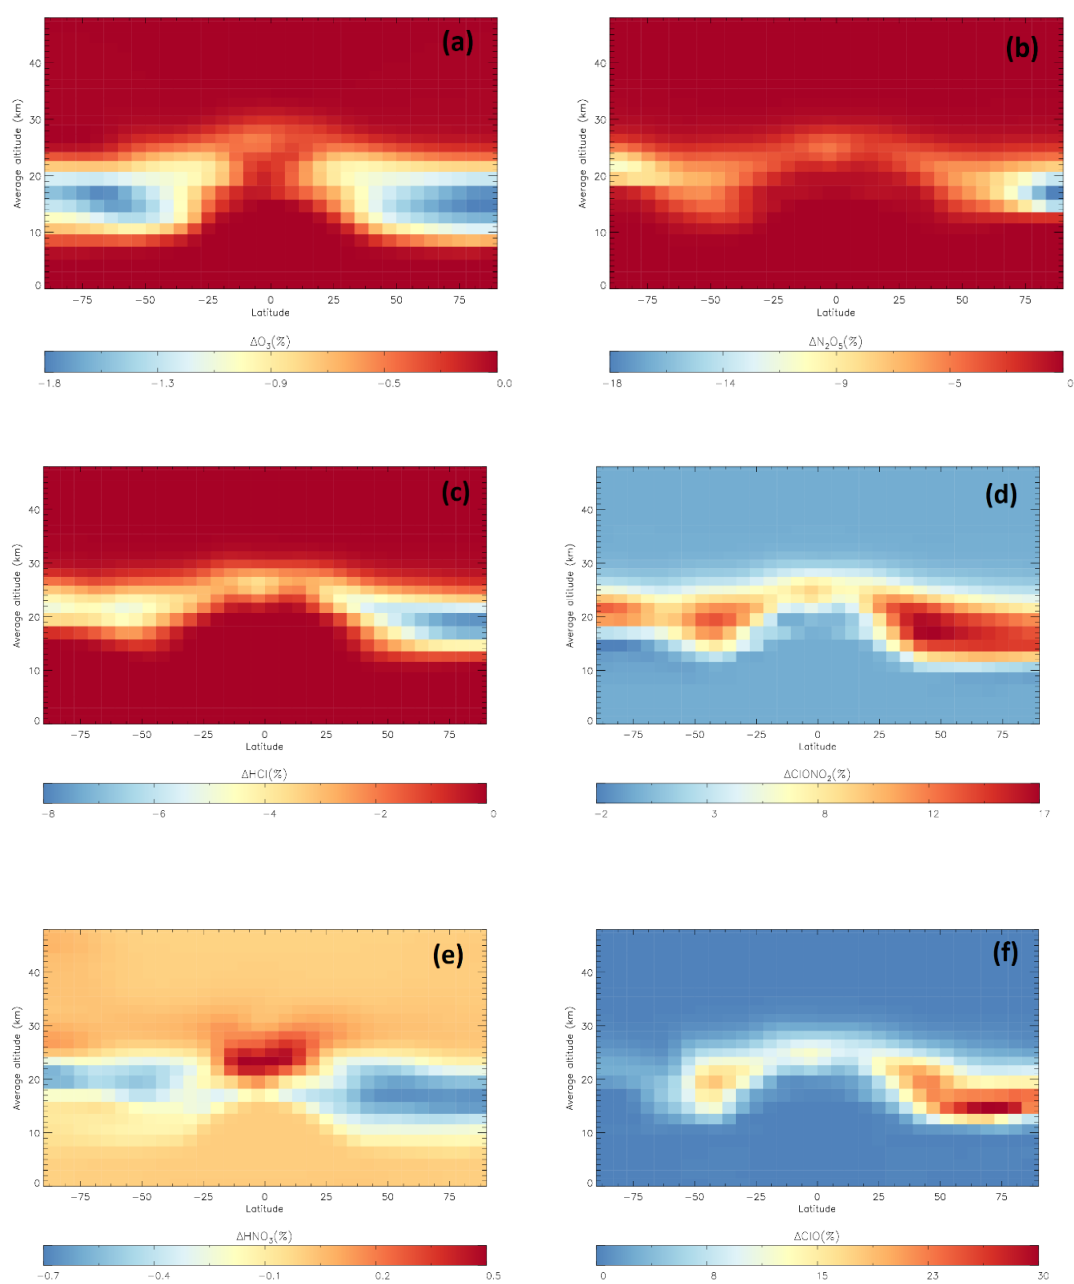 (a)
Average altitude (km)
40
30
20
10
0
−75 −50 −25 0 25 50 75
Latitude
ΔO₃(%)
−1.8 −1.3 −0.9 −0.5 0.0
(b)
Average altitude (km)
40
30
20
10
0
−75 −50 −25 0 25 50 75
Latitude
ΔN₂O₅(%)
−18 −14 −9 −5 0
(c)
Average altitude (km)
40
30
20
10
0
−75 −50 −25 0 25 50 75
Latitude
ΔHCl(%)
−8 −6 −4 −2 0
(d)
Average altitude (km)
40
30
20
10
0
−75 −50 −25 0 25 50 75
Latitude
ΔClONO₂(%)
−2 3 8 12 17
(e)
Average altitude (km)
40
30
20
10
0
−75 −50 −25 0 25 50 75
Latitude
ΔHNO₃(%)
−0.7 −0.4 −0.1 0.2 0.5
(f)
Average altitude (km)
40
30
20
10
0
−75 −50 −25 0 25 50 75
Latitude
ΔClO(%)
0 8 15 23 30